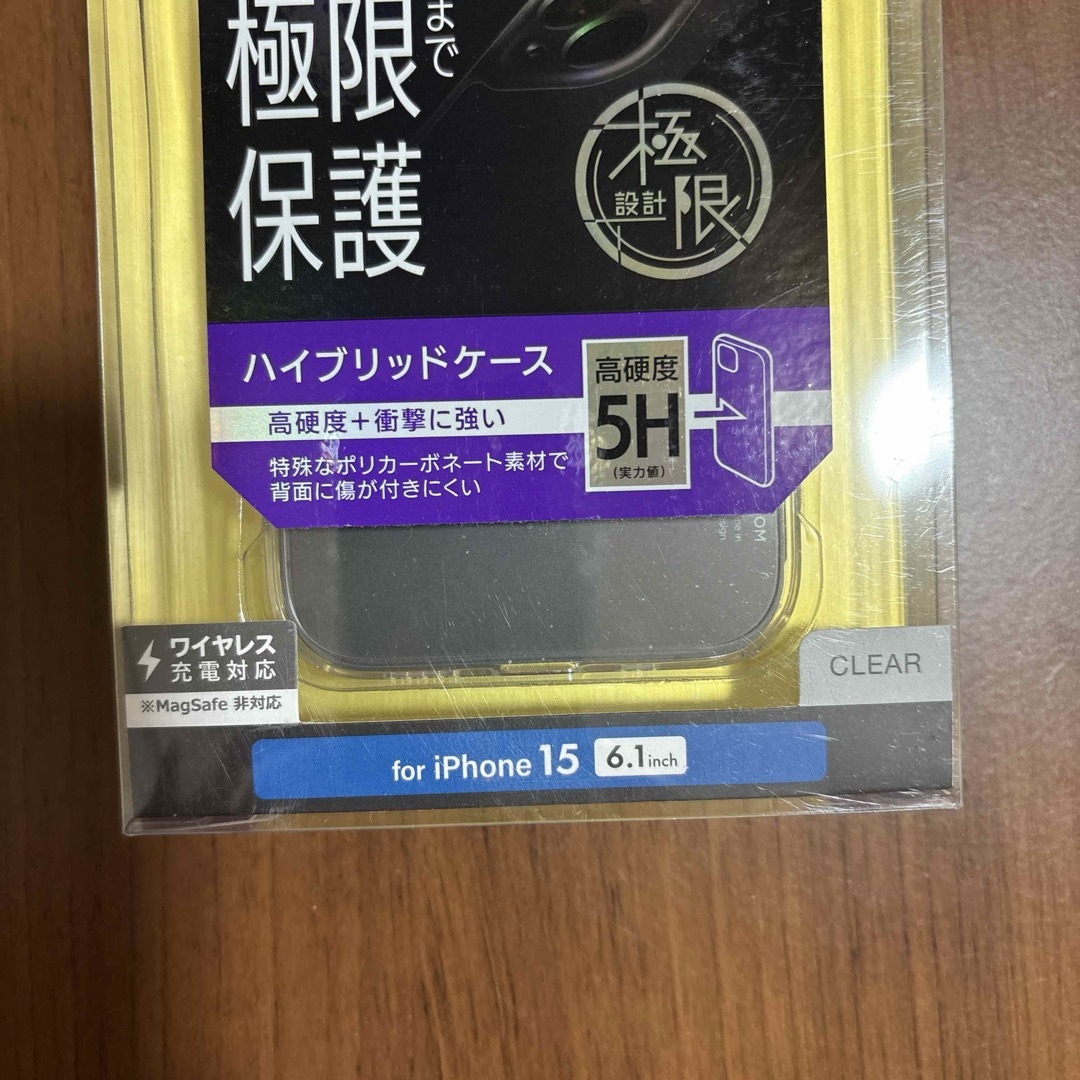 まで
極限
保護
極限
設計
ハイブリッドケース
高硬度+衝撃に強い
特殊なポリカーボネート素材で
背面に傷が付きにくい
高硬度
5H
(実力値)
ワイヤレス
充電対応
※MagSafe 非対応
CLEAR
for iPhone 15 6.1inch